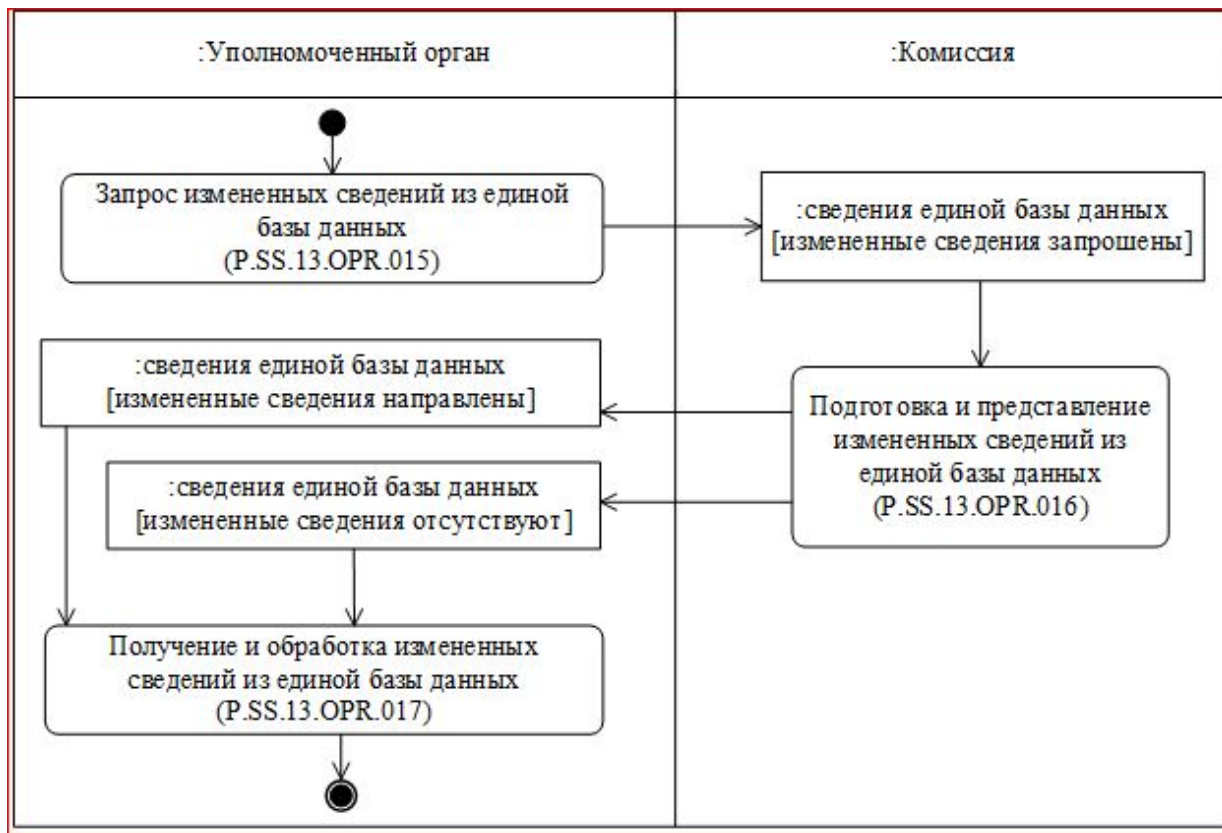 :Уполномоченный орган
:Комиссия
Запрос измененных сведений из единой
базы данных
(P.SS.13.OPR.015)
:сведения единой базы данных
[измененные сведения запрошены]
:сведения единой базы данных
[измененные сведения направлены]
Подготовка и представление
измененных сведений из
единой базы данных
(P.SS.13.OPR.016)
:сведения единой базы данных
[измененные сведения отсутствуют]
Получение и обработка измененных
сведений из единой базы данных
(P.SS.13.OPR.017)